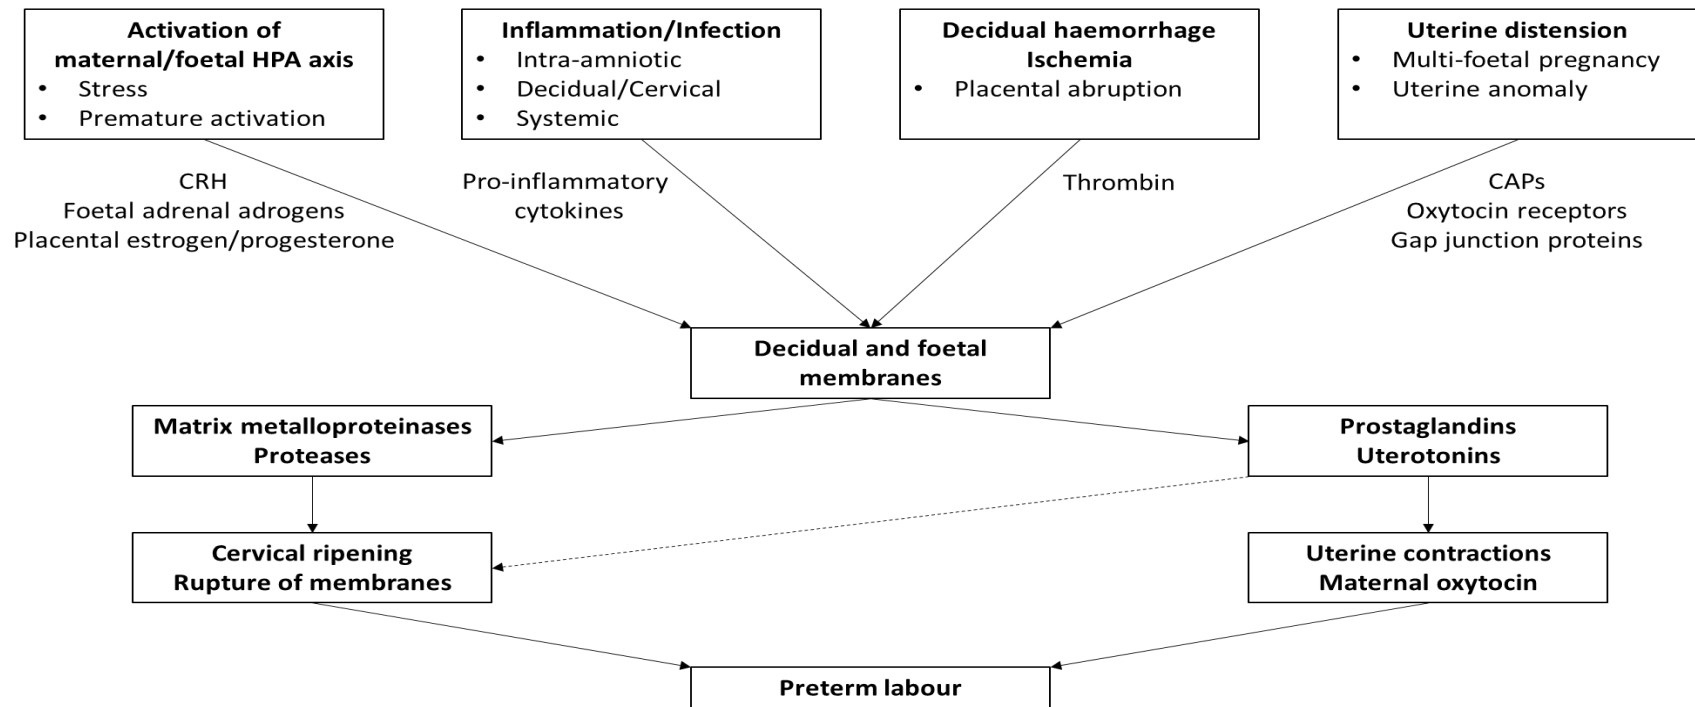 Activation of
maternal/foetal HPA axis
• Stress
• Premature activation
Inflammation/Infection
• Intra-amniotic
• Decidual/Cervical
• Systemic
Decidual haemorrhage
Ischemia
• Placental abruption
Uterine distension
• Multi-foetal pregnancy
• Uterine anomaly
CRH
Foetal adrenal adrogens
Placental estrogen/progesterone
Pro-inflammatory
cytokines
Thrombin
CAPs
Oxytocin receptors
Gap junction proteins
Decidual and foetal
membranes
Matrix metalloproteinases
Proteases
Prostaglandins
Uterotonins
Cervical ripening
Rupture of membranes
Uterine contractions
Maternal oxytocin
Preterm labour